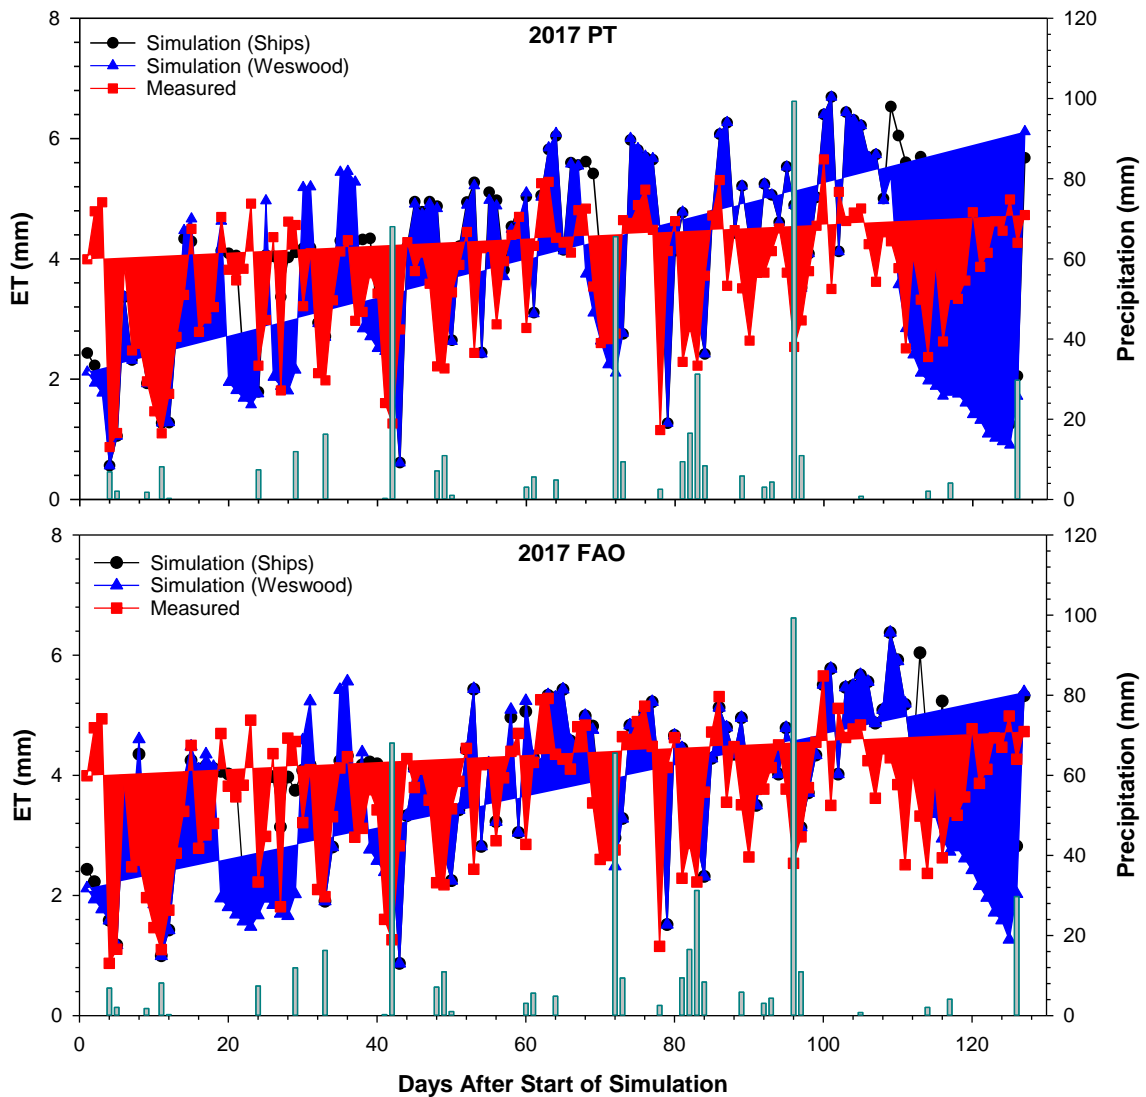 2017 PT
Simulation (Ships)
Simulation (Weswood)
Measured
8
6
4
2
0
ET (mm)
120
100
80
60
40
20
0
Precipitation (mm)
2017 FAO
Simulation (Ships)
Simulation (Weswood)
Measured
8
6
4
2
0
ET (mm)
120
100
80
60
40
20
0
Precipitation (mm)
0 20 40 60 80 100 120
Days After Start of Simulation